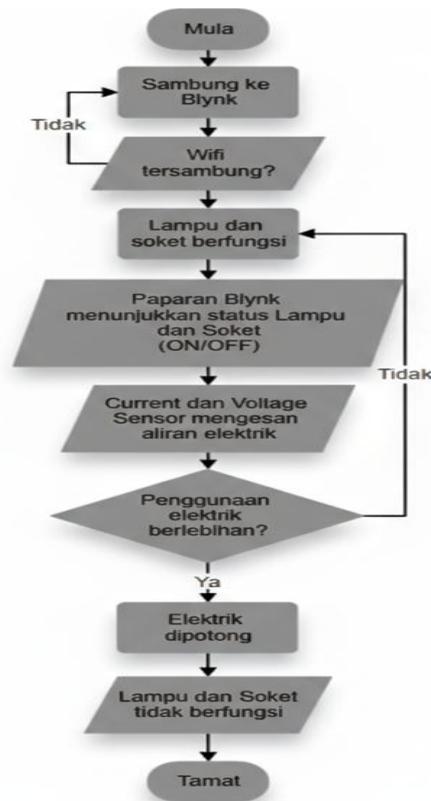 Mula
Sambung ke
Blynk
Tidak
Wifi
tersambung?
Lampu dan
soket berfungsi
Paparan Blynk
menunjukkan status Lampu
dan Soket
(ON/OFF)
Tidak
Current dan Voltage
Sensor mengesan
aliran elektrik
Penggunaan
elektrik
berlebihan?
Ya
Elektrik
dipotong
Lampu dan Soket
tidak berfungsi
Tamat